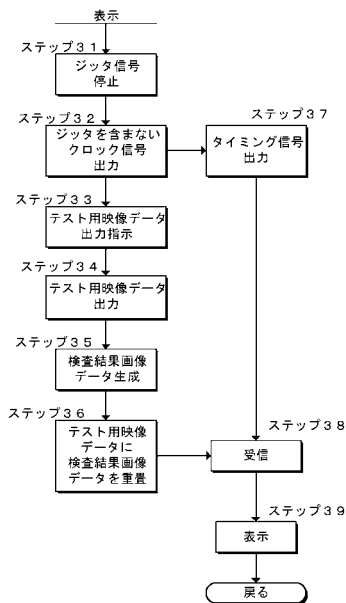 表示
ステップ３１
ジッタ信号
停止
ステップ３２
ジッタを含まない
クロック信号
出力
ステップ３７
タイミング信号
出力
ステップ３３
テスト用映像データ
出力指示
ステップ３４
テスト用映像データ
出力
ステップ３５
検査結果画像
データ生成
ステップ３６
テスト用映像
データに
検査結果画像
データを重畳
ステップ３８
受信
ステップ３９
表示
戻る